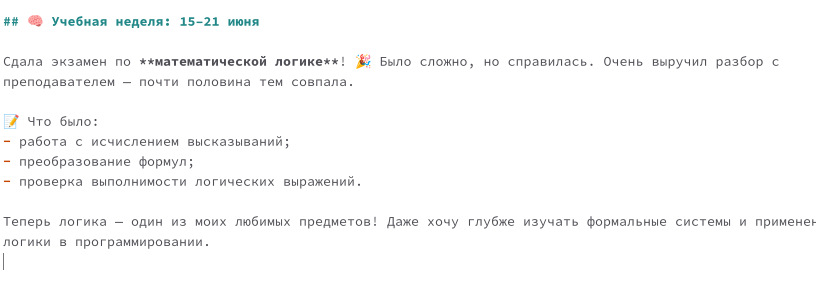 ## 🧠 Учебная неделя: 15–21 июня
Сдала экзамен по **математической логике**! 🎉 Было сложно, но справилась. Очень выручил разбор с
преподавателем — почти половина тем совпала.
📝 Что было:
- работа с исчислением высказываний;
- преобразование формул;
- проверка выполнимости логических выражений.
Теперь логика — один из моих любимых предметов! Даже хочу глубже изучать формальные системы и
логики в программировании.